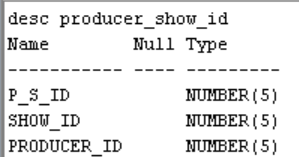 desc producer_show_id
Name Null Type
----------- ---- ---------
P_S_ID NUMBER(5)
SHOW_ID NUMBER(5)
PRODUCER_ID NUMBER(5)